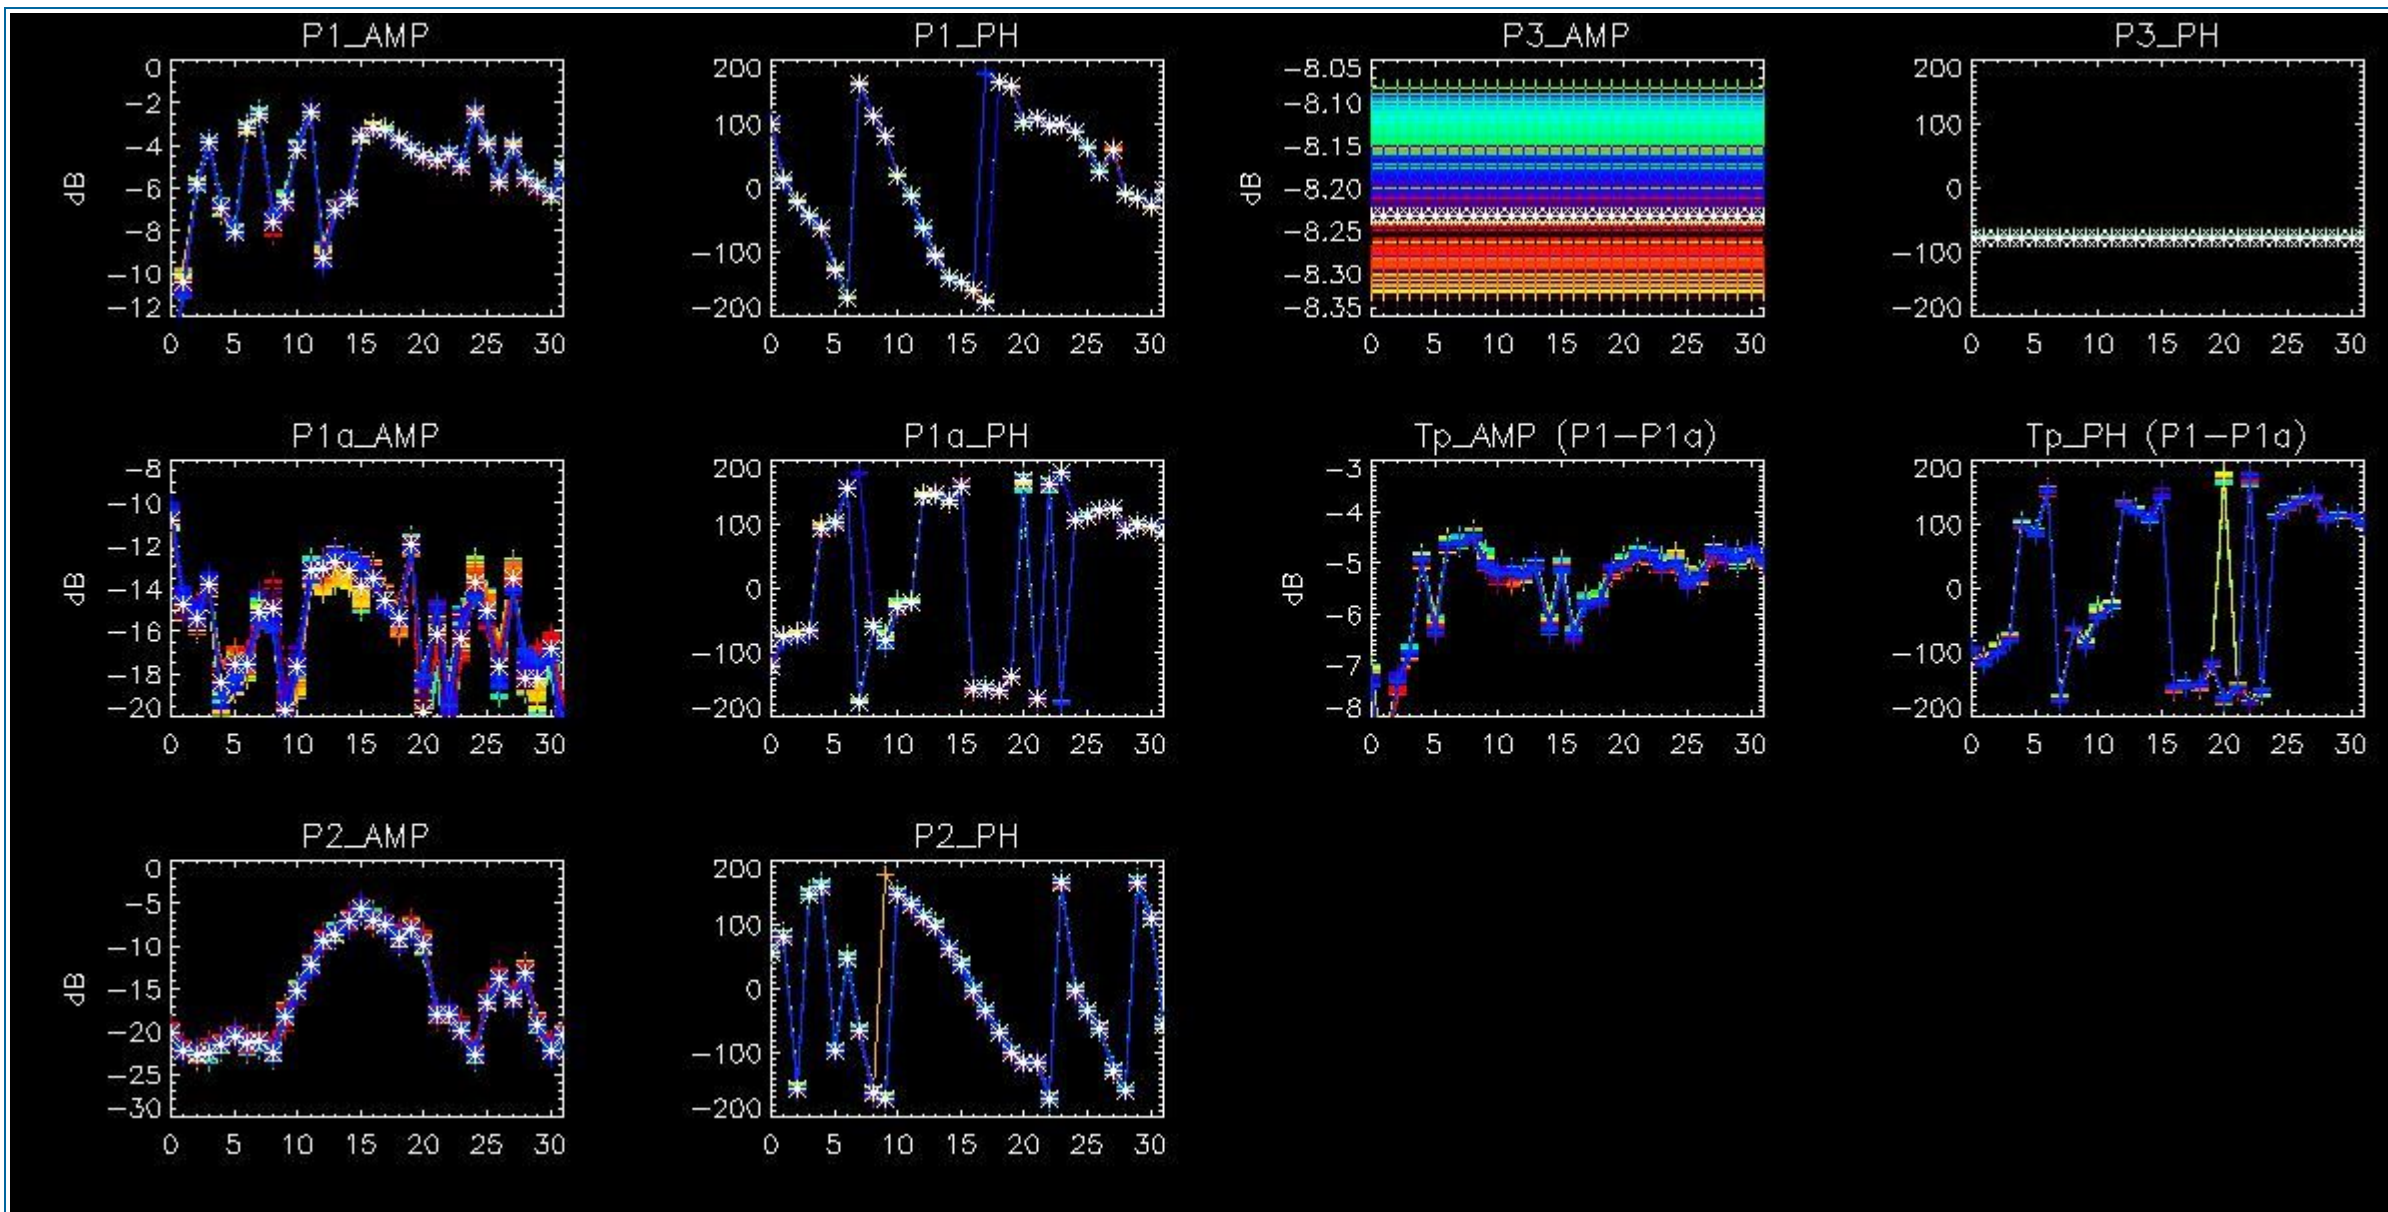 P1_AMP P1_PH P3_AMP P3_PH
0 200 -8.05 200
-2 -8.10
100 100
-4 -8.15
dB -6 0 dB -8.20 0
-8 -8.25
-100 -100
-10 -8.30
-12 -200 -8.35 -200
0 5 10 15 20 25 30 0 5 10 15 20 25 30 0 5 10 15 20 25 30 0 5 10 15 20 25 30
P1a_AMP P1a_PH Tp_AMP (P1-P1a) Tp_PH (P1-P1a)
-8 200 -3 200
-10
-12 100 -4 100
dB -14 0 dB -5 0
-16 -6
-18 -100 -7 -100
-20 -200 -8 -200
0 5 10 15 20 25 30 0 5 10 15 20 25 30 0 5 10 15 20 25 30 0 5 10 15 20 25 30
P2_AMP P2_PH
0 200
-5
100
-10
dB -15 0
-20
-100
-25
-30 -200
0 5 10 15 20 25 30 0 5 10 15 20 25 30